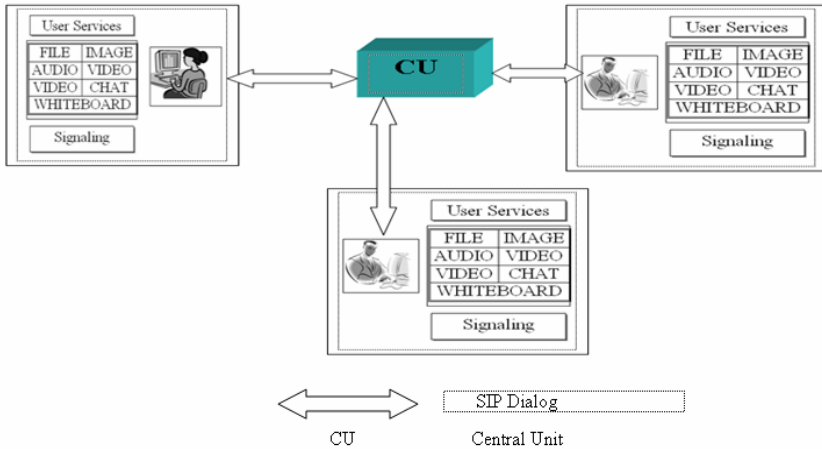 User Services
FILE IMAGE
AUDIO VIDEO
VIDEO CHAT
WHITEBOARD
Signaling
CU
User Services
FILE IMAGE
AUDIO VIDEO
VIDEO CHAT
WHITEBOARD
Signaling
User Services
FILE IMAGE
AUDIO VIDEO
VIDEO CHAT
WHITEBOARD
Signaling
SIP Dialog
CU Central Unit